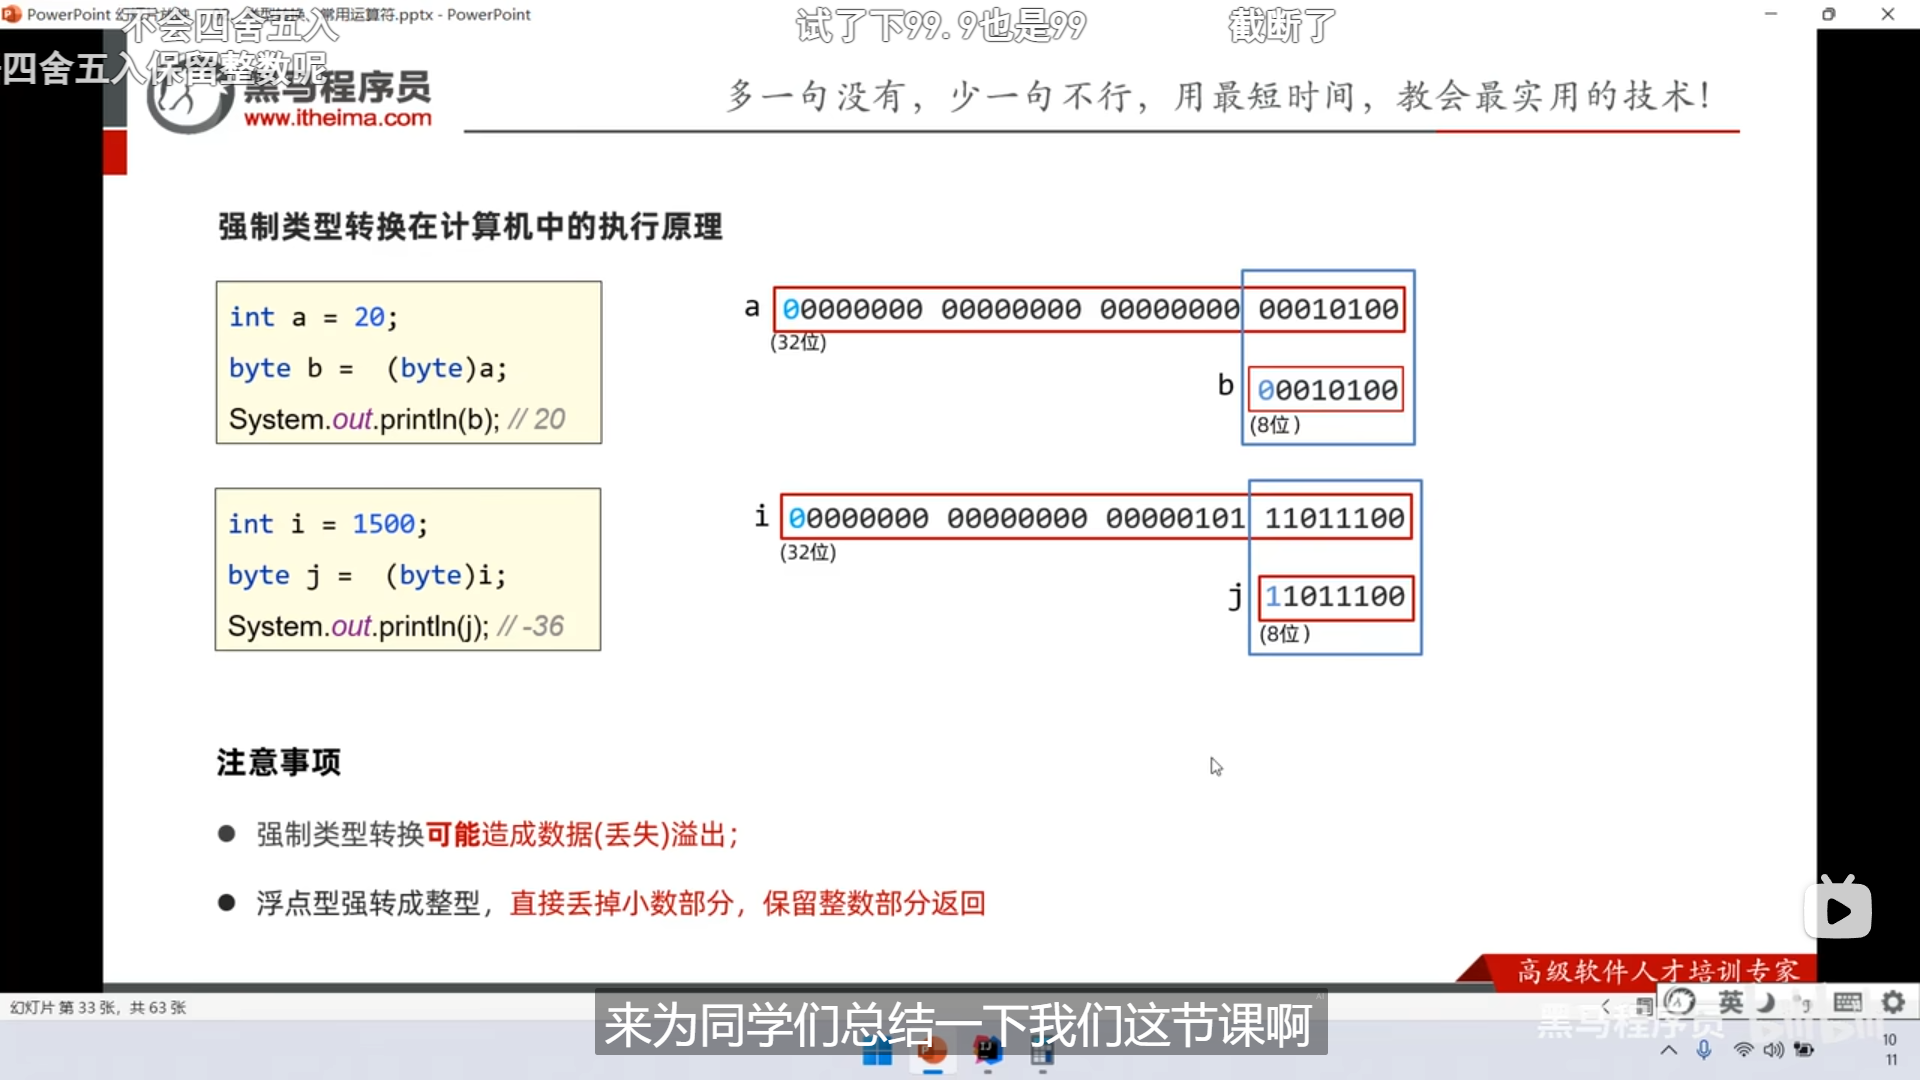 不会四舍五入
试了下99.9也是99
截断了
四舍五入保留整数呢
常用运算符.pptx - PowerPoint
黑马程序员
www.itheima.com
多一句没有，少一句不行，用最短时间，教会最实用的技术！
强制类型转换在计算机中的执行原理
int a = 20;
byte b = (byte)a;
System.out.println(b); // 20
a 00000000 00000000 00000000 00010100
(32位)
b 00010100
(8位)
int i = 1500;
byte j = (byte)i;
System.out.println(j); // -36
i 00000000 00000000 00000101 11011100
(32位)
j 11011100
(8位)
注意事项
● 强制类型转换可能造成数据(丢失)溢出；
● 浮点型强转成整型，直接丢掉小数部分，保留整数部分返回
高级软件人才培训专家
幻灯片 第 33 张，共 63 张
英
黑马程序员
来为同学们总结一下我们这节课啊
10
11